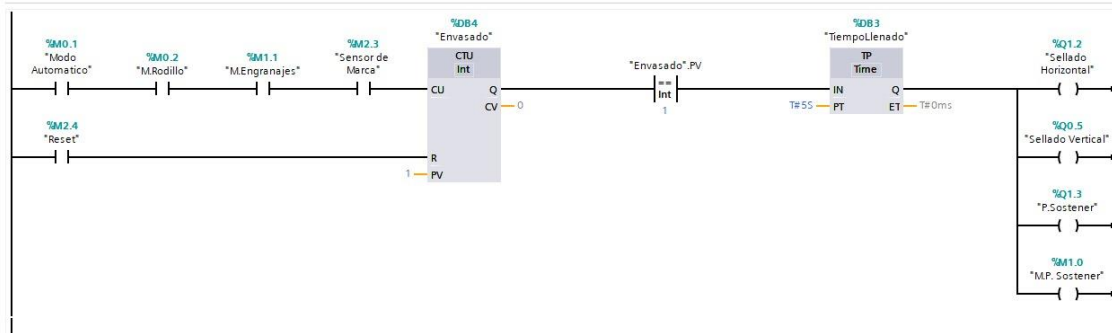 %M0.1
"Modo
Automatico"
%M0.2
"M.Rodillo"
%M1.1
"M.Engranajes"
%M2.3
"Sensor de
Marca"
%DB4
"Envasado"
CTU
Int
CU
Q
CV
0
"Envasado".PV
==
Int
1
%DB3
"TiempoLlenado"
TP
Time
IN
Q
T#5S
PT
ET
T#0ms
%Q1.2
"Sellado
Horizontal"
%M2.4
"Reset"
R
1
PV
%Q0.5
"Sellado Vertical"
%Q1.3
"P.Sostener"
%M1.0
"M.P. Sostener"